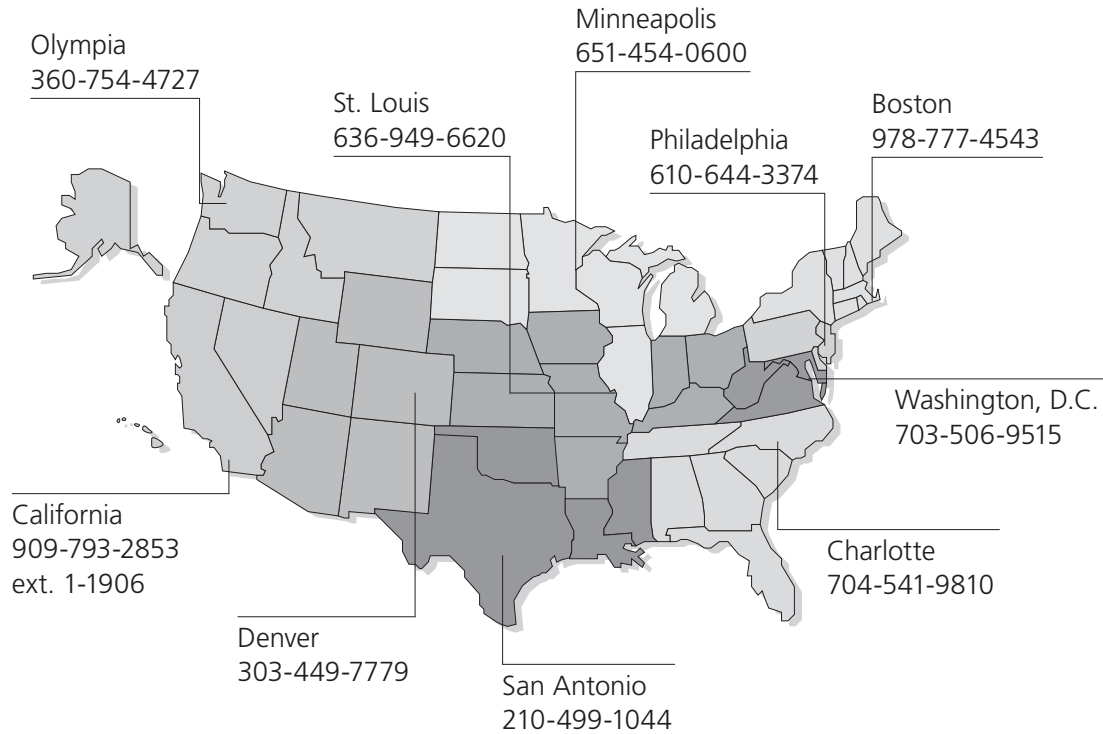 Minneapolis
651-454-0600
Olympia
360-754-4727
St. Louis
636-949-6620
Boston
978-777-4543
Philadelphia
610-644-3374
Washington, D.C.
703-506-9515
California
909-793-2853
ext. 1-1906
Charlotte
704-541-9810
Denver
303-449-7779
San Antonio
210-499-1044